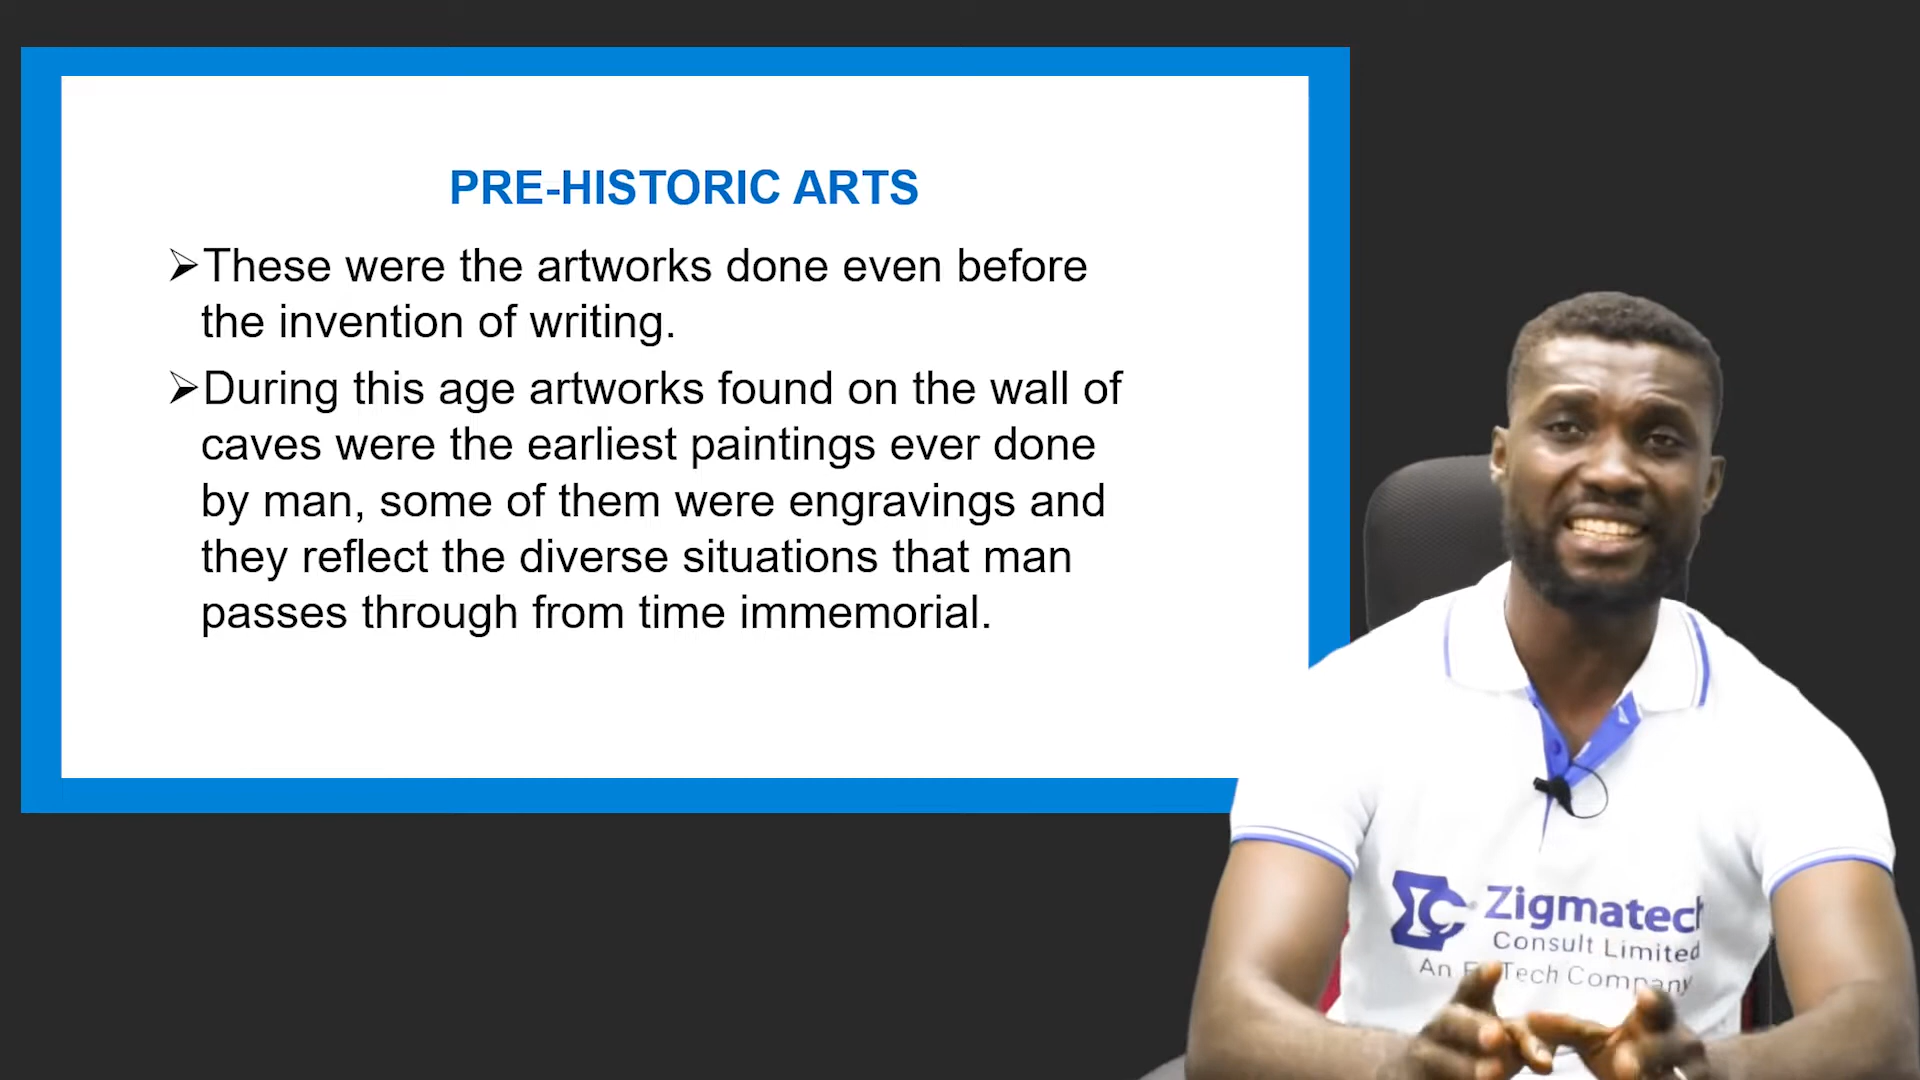 PRE-HISTORIC ARTS
➢These were the artworks done even before
the invention of writing.
➢During this age artworks found on the wall of
caves were the earliest paintings ever done
by man, some of them were engravings and
they reflect the diverse situations that man
passes through from time immemorial.
Zigmatech
Consult Limited
An Tech Company